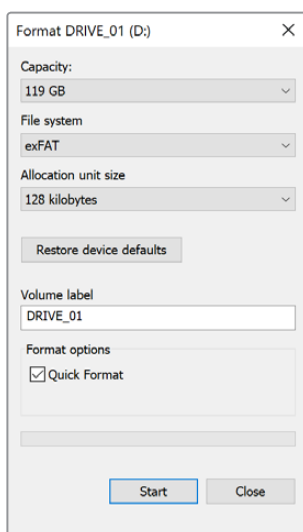 Format DRIVE_01 (D:)
Capacity:
119 GB
File system
exFAT
Allocation unit size
128 kilobytes
Restore device defaults
Volume label
DRIVE_01
Format options
Quick Format
Start Close